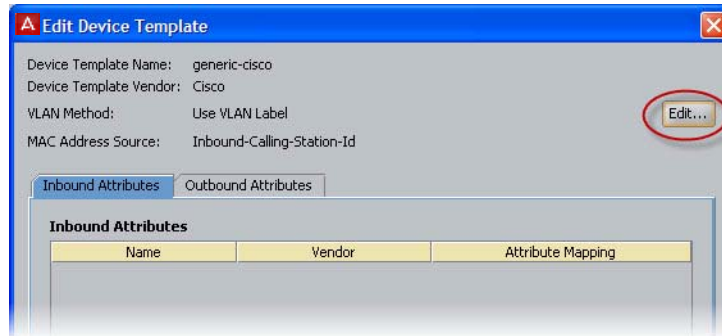 A Edit Device Template X
Device Template Name: generic-cisco
Device Template Vendor: Cisco
VLAN Method: Use VLAN Label
Edit...
MAC Address Source: Inbound-Calling-Station-Id
Inbound Attributes Outbound Attributes
Inbound Attributes
Name Vendor Attribute Mapping